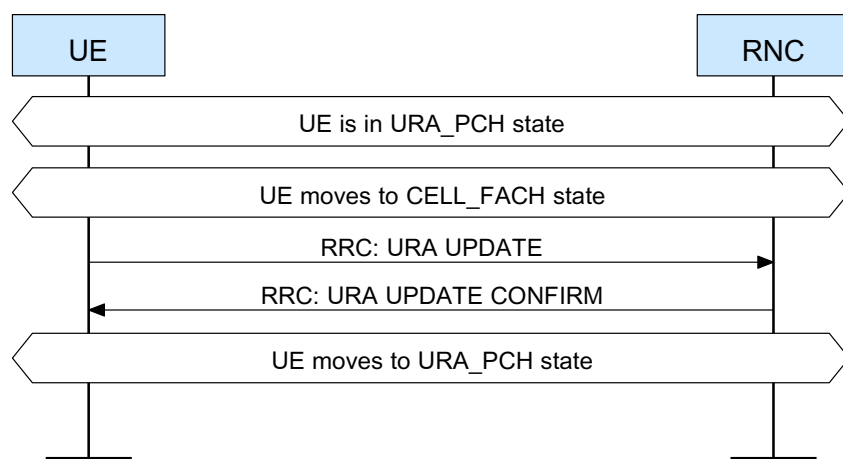 UE
RNC
UE is in URA_PCH state
UE moves to CELL_FACH state
RRC: URA UPDATE
RRC: URA UPDATE CONFIRM
UE moves to URA_PCH state